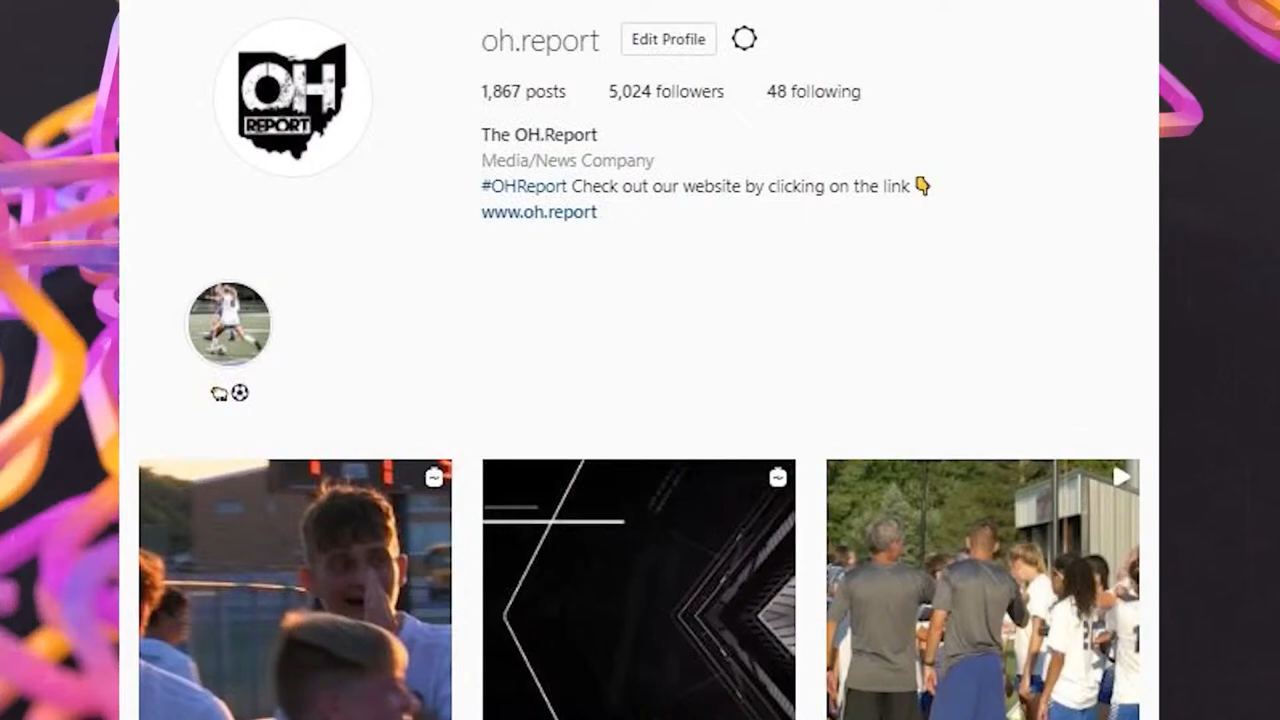 OH
REPORT
oh.report
Edit Profile
1,867 posts
5,024 followers
48 following
The OH.Report
Media/News Company
#OHReport Check out our website by clicking on the link 👇
www.oh.report